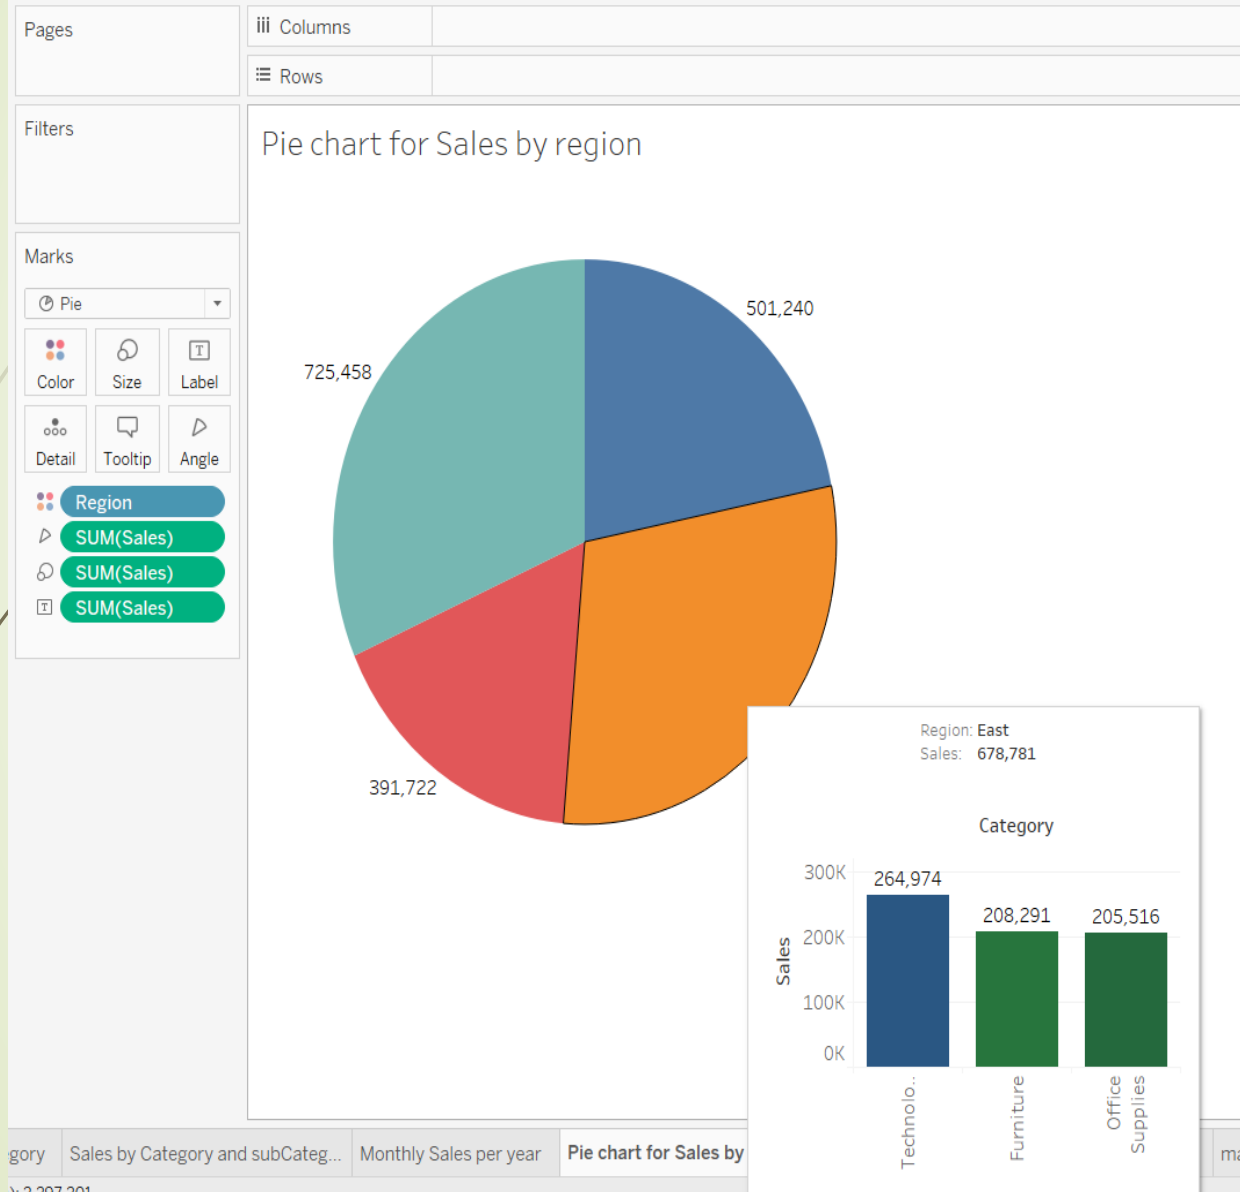 Pages
Columns
Rows
Filters
Pie chart for Sales by region
Marks
Pie
Color
Size
Label
Detail
Tooltip
Angle
Region
SUM(Sales)
SUM(Sales)
T SUM(Sales)
501,240
725,458
391,722
Region: East
Sales: 678,781
Category
Sales
300K
200K
100K
0K
264,974
208,291
205,516
Technolo..
Furniture
Office
Supplies
gory
Sales by Category and subCateg...
Monthly Sales per year
Pie chart for Sales by
ma